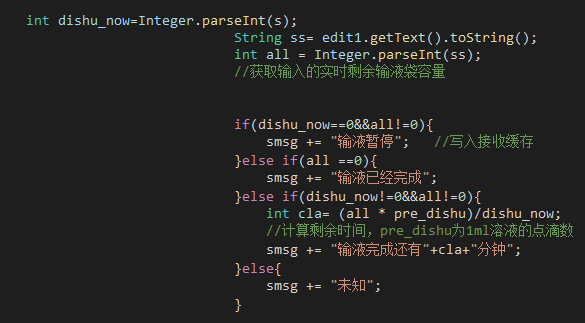 int dishu_now=Integer.parseInt(s);
String ss= edit1.getText().toString();
int all = Integer.parseInt(ss);
//获取输入的实时剩余输液袋容量
if(dishu_now==0&&all!=0){
smsg += "输液暂停";   //写入接收缓存
}else if(all ==0){
smsg += "输液已经完成";
}else if(dishu_now!=0&&all!=0){
int cla= (all * pre_dishu)/dishu_now;
//计算剩余时间，pre_dishu为1ml溶液的点滴数
smsg += "输液完成还有"+cla+"分钟";
}else{
smsg += "未知";
}